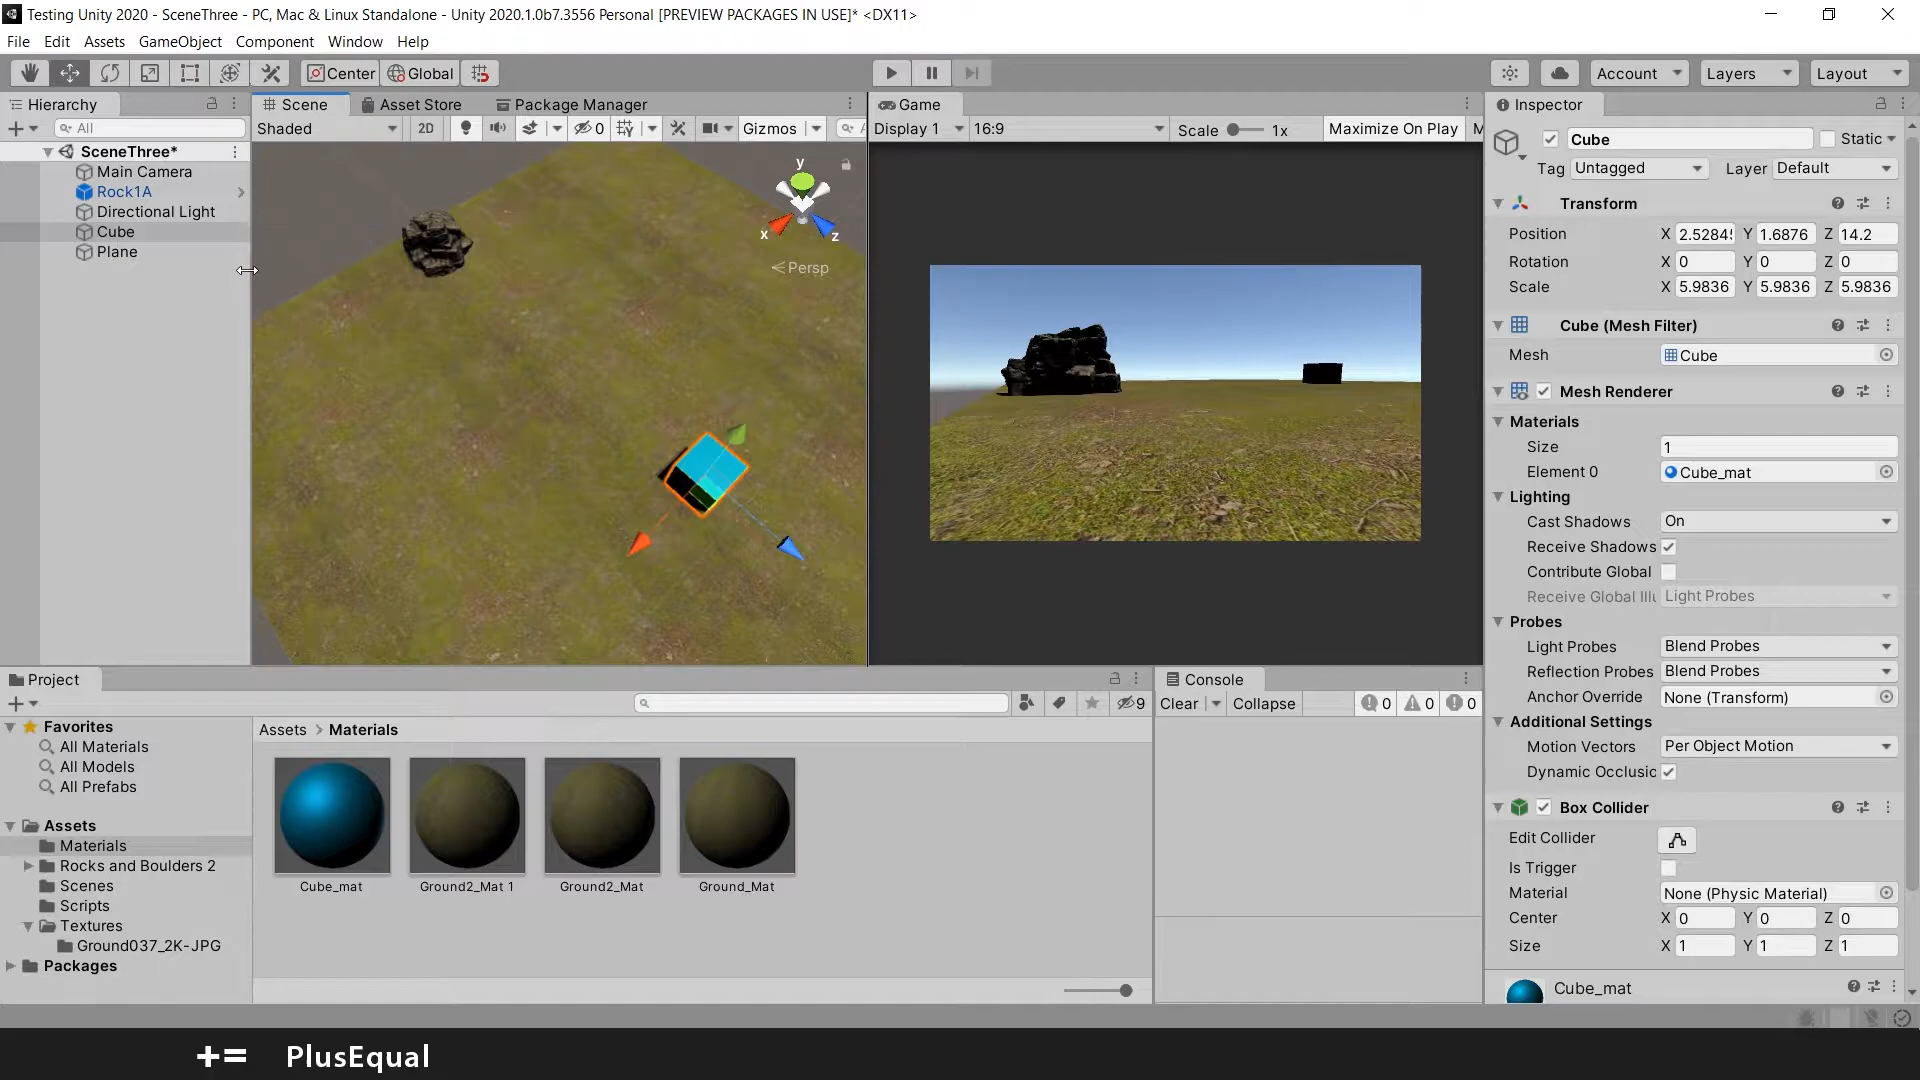 Testing Unity 2020 - SceneThree - PC, Mac & Linux Standalone - Unity 2020.1.0b7.3556 Personal [PREVIEW PACKAGES IN USE]* <DX11>
File Edit Assets GameObject Component Window Help
Center Global Account Layers Layout
Hierarchy
All
SceneThree*
Main Camera
Rock1A
Directional Light
Cube
Plane
Scene Asset Store Package Manager
Shaded 2D 0 Gizmos
y
x
z
Persp
Game
Display 1 16:9 Scale 1x Maximize On Play M
Inspector
Cube Static
Tag Untagged Layer Default
Transform
Position X 2.5284 Y 1.6876 Z 14.2
Rotation X 0 Y 0 Z 0
Scale X 5.9836 Y 5.9836 Z 5.9836
Cube (Mesh Filter)
Mesh Cube
Mesh Renderer
Materials
Size 1
Element 0 Cube_mat
Lighting
Cast Shadows On
Receive Shadows
Contribute Global
Receive Global Illu Light Probes
Probes
Light Probes Blend Probes
Reflection Probes Blend Probes
Anchor Override None (Transform)
Additional Settings
Motion Vectors Per Object Motion
Dynamic Occlusic
Box Collider
Edit Collider
Is Trigger
Material None (Physic Material)
Center X 0 Y 0 Z 0
Size X 1 Y 1 Z 1
Cube_mat
Project
9
Favorites
All Materials
All Models
All Prefabs
Assets
Materials
Rocks and Boulders 2
Scenes
Scripts
Textures
Ground037_2K-JPG
Packages
Assets > Materials
Cube_mat Ground2_Mat 1 Ground2_Mat Ground_Mat
Console
Clear Collapse 0 0 0
+= PlusEqual